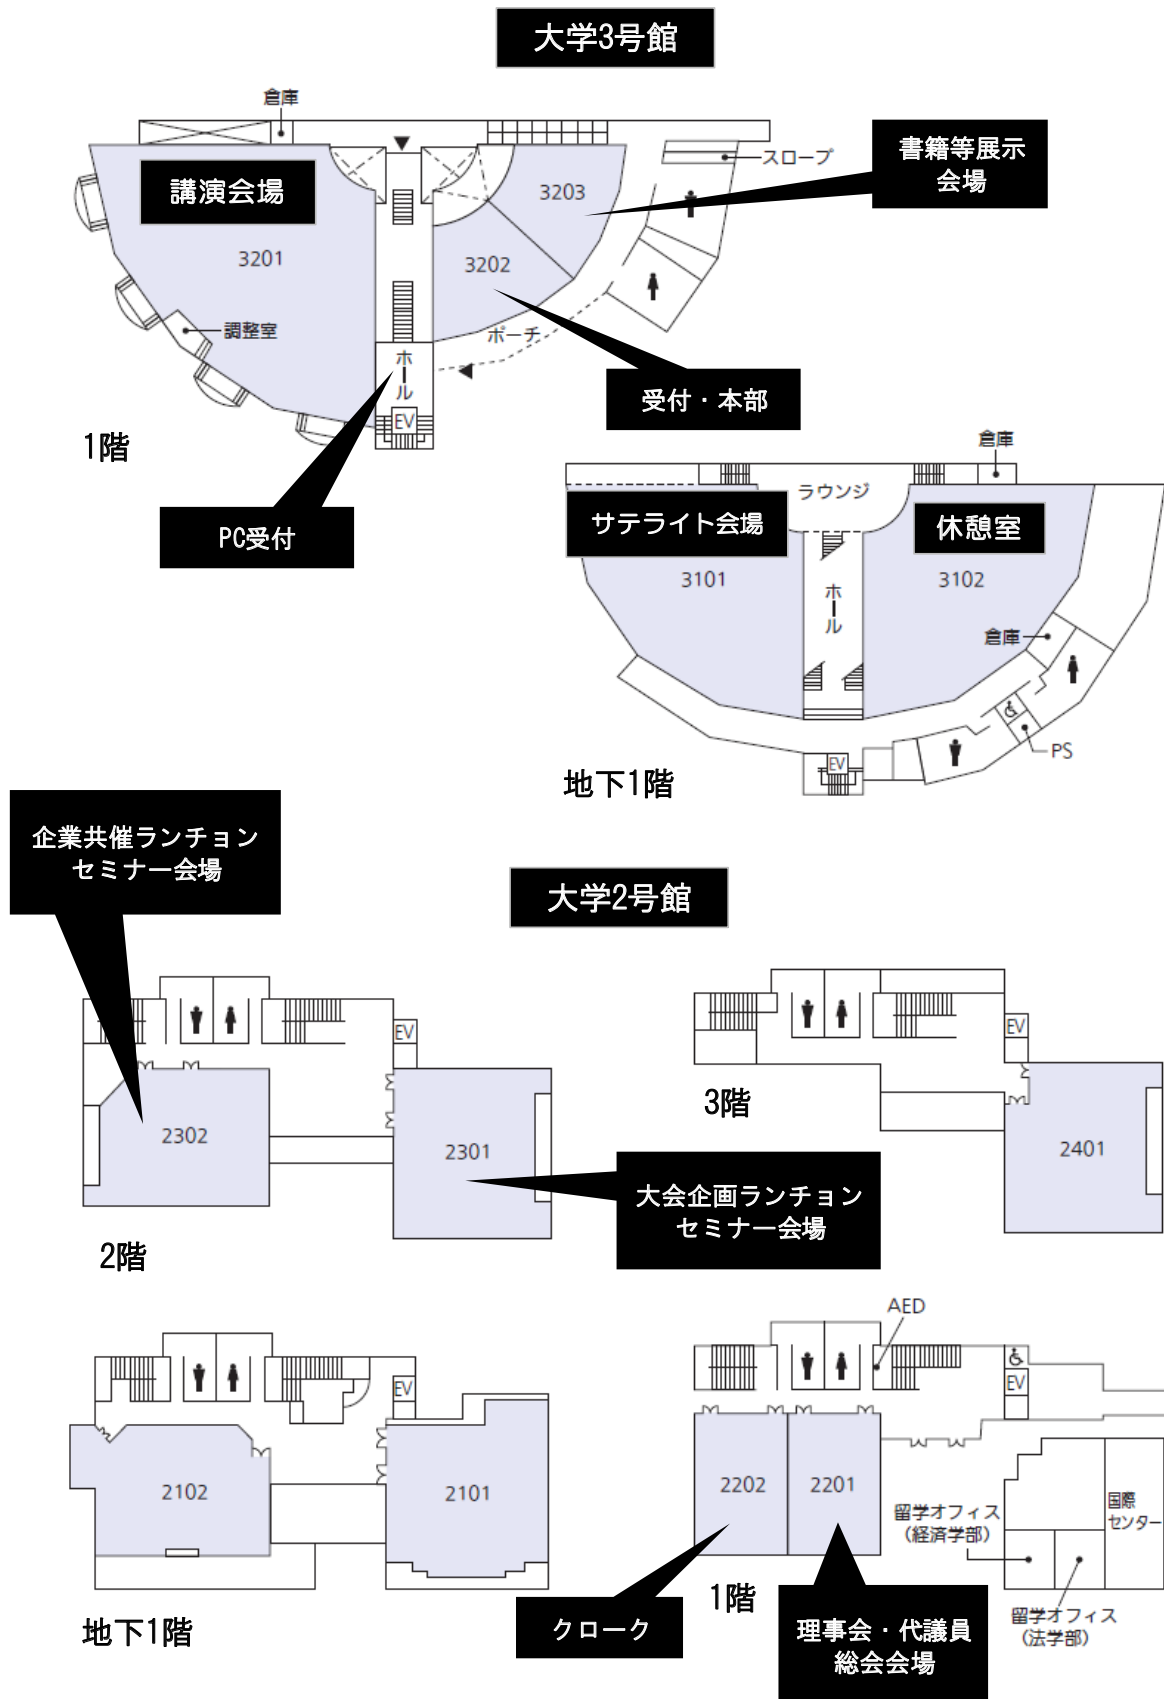 大学3号館
倉庫
スロープ
書籍等展示
会場
講演会場
3203
3201
3202
調整室
ポーチ
ホール
EV
受付・本部
1階
PC受付
倉庫
ラウンジ
サテライト会場
休憩室
3101
3102
ホール
倉庫
PS
EV
地下1階
企業共催ランチョン
セミナー会場
大学2号館
EV
EV
2302
2301
3階
2401
大会企画ランチョン
セミナー会場
2階
AED
EV
EV
2102
2101
2202
2201
留学オフィス
(経済学部)
国際
センター
クローク
1階
理事会・代議員
総会会場
留学オフィス
(法学部)
地下1階